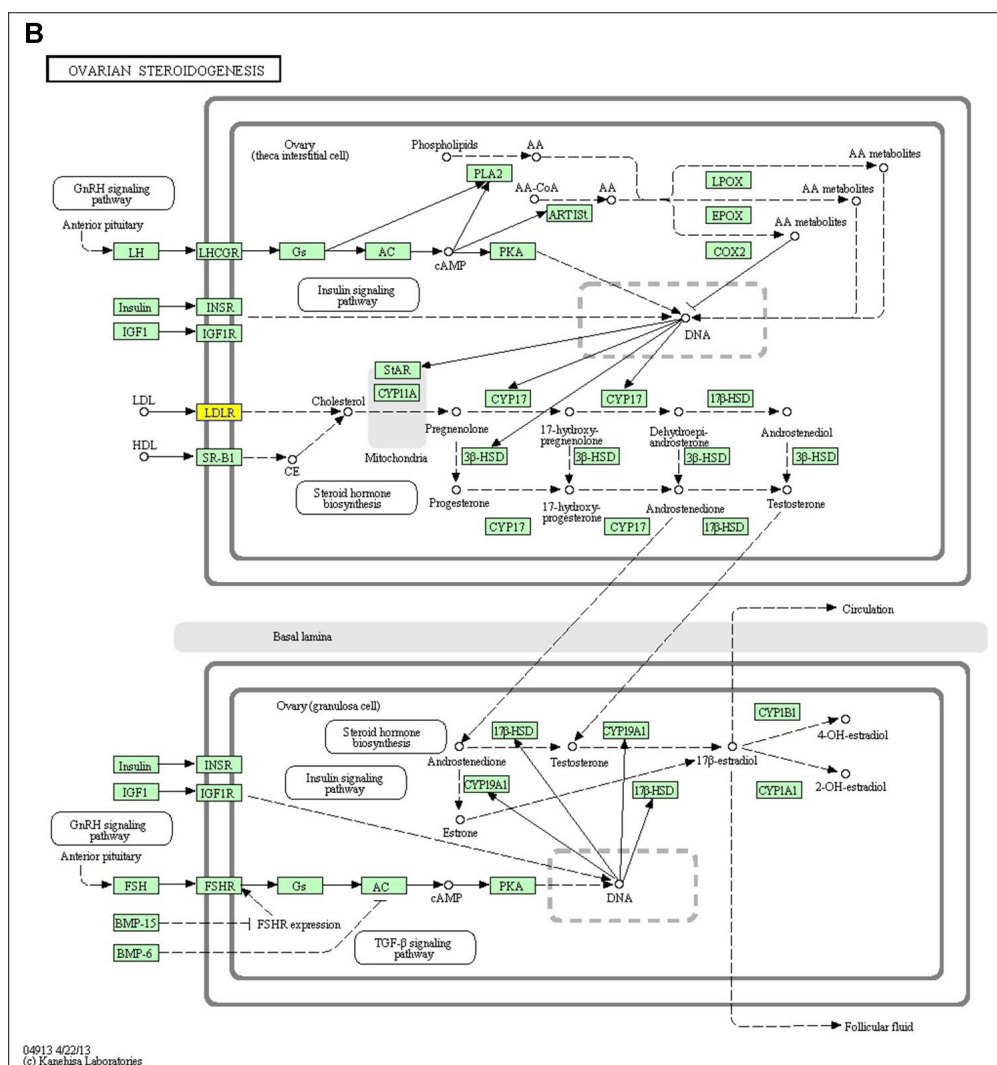 B
OVARIAN STEROIDOGENESIS
Ovary
(theca interstitial cell)
Phospholipids
AA
AA metabolites
GnRH signaling
pathway
PLA2
AA-CoA
AA
LPOX
AA metabolites
Anterior pituitary
ARTISt
EPOX
AA metabolites
LH
LHCGR
Gs
AC
cAMP
PKA
COX2
Insulin signaling
pathway
Insulin
INSR
IGF1
IGF1R
DNA
StAR
CYP11A
LDL
LDLR
Cholesterol
CYP17
CYP17
17β-HSD
Pregnenolone
17-hydroxy-
pregnenolone
Dehydroepi-
androsterone
Androstenediol
HDL
SR-B1
CE
Mitochondria
3β-HSD
3β-HSD
3β-HSD
3β-HSD
Steroid hormone
biosynthesis
Progesterone
17-hydroxy-
progesterone
Androstenedione
Testosterone
CYP17
CYP17
17β-HSD
Circulation
Basal lamina
Ovary (granulosa cell)
Steroid hormone
biosynthesis
17β-HSD
CYP19A1
CYP1B1
4-OH-estradiol
Androstenedione
Testosterone
17β-estradiol
Insulin
INSR
Insulin signaling
pathway
IGF1
IGF1R
CYP19A1
17β-HSD
CYP1A1
2-OH-estradiol
GnRH signaling
pathway
Estrone
Anterior pituitary
FSH
FSHR
Gs
AC
cAMP
PKA
DNA
BMP-15
FSHR expression
BMP-6
TGF-β signaling
pathway
Follicular fluid
04913 4/22/13
(c) Kanehisa Laboratories